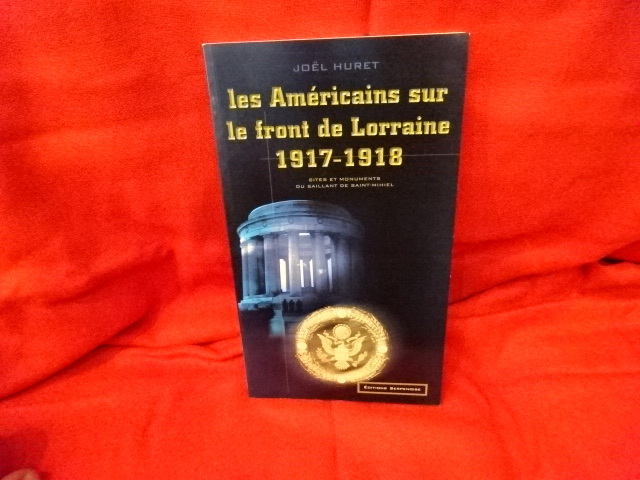 JOËL HURET
les Américains sur
le front de Lorraine
1917-1918
SITES ET MONUMENTS
DU SAILLANT DE SAINT-MIHIEL
ÉDITIONS SERPENOISE